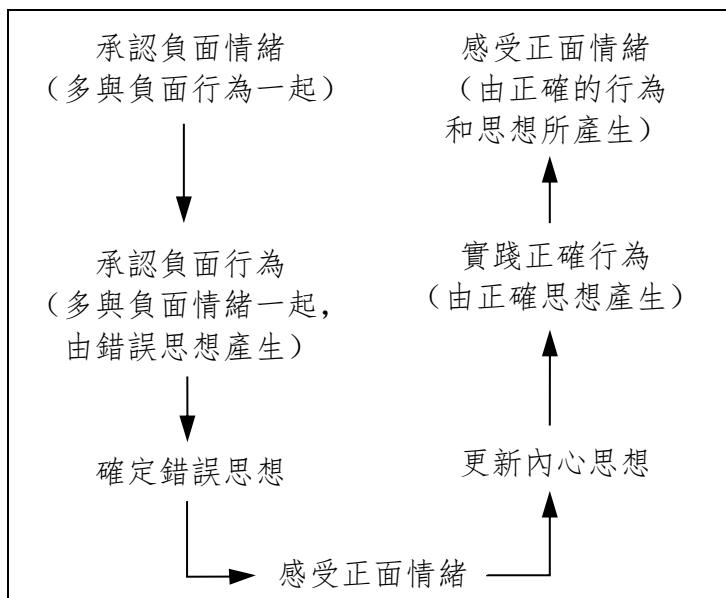 承認負面情緒
（多與負面行為一起）
承認負面行為
（多與負面情緒一起，
由錯誤思想產生）
確定錯誤思想
感受正面情緒
更新內心思想
實踐正確行為
（由正確思想產生）
感受正面情緒
（由正確的行為
和思想所產生）